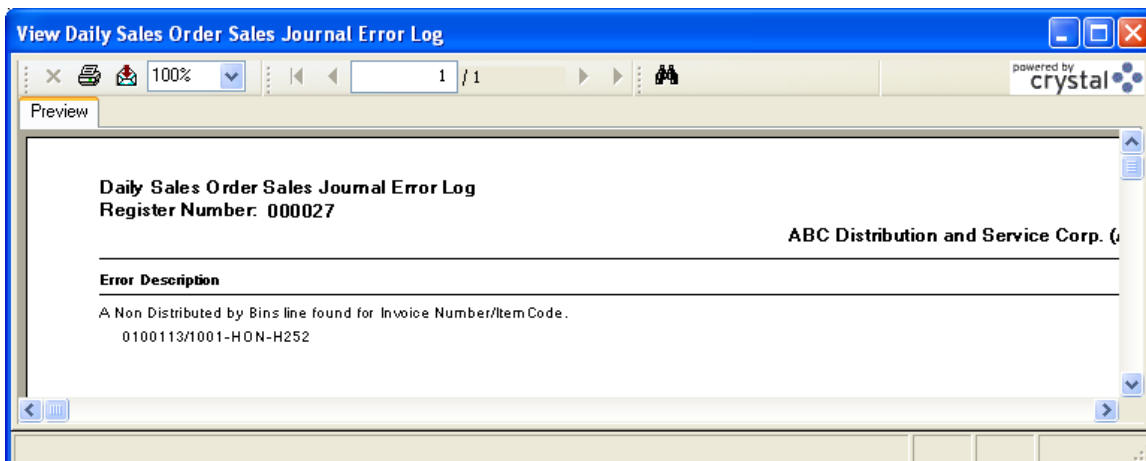 View Daily Sales Order Sales Journal Error Log
100%
1 / 1
powered by
crystal
Preview
Daily Sales Order Sales Journal Error Log
Register Number: 000027
ABC Distribution and Service Corp. (A
Error Description
A Non Distributed by Bins line found for Invoice Number/Item Code.
0100113/1001-HON-H252